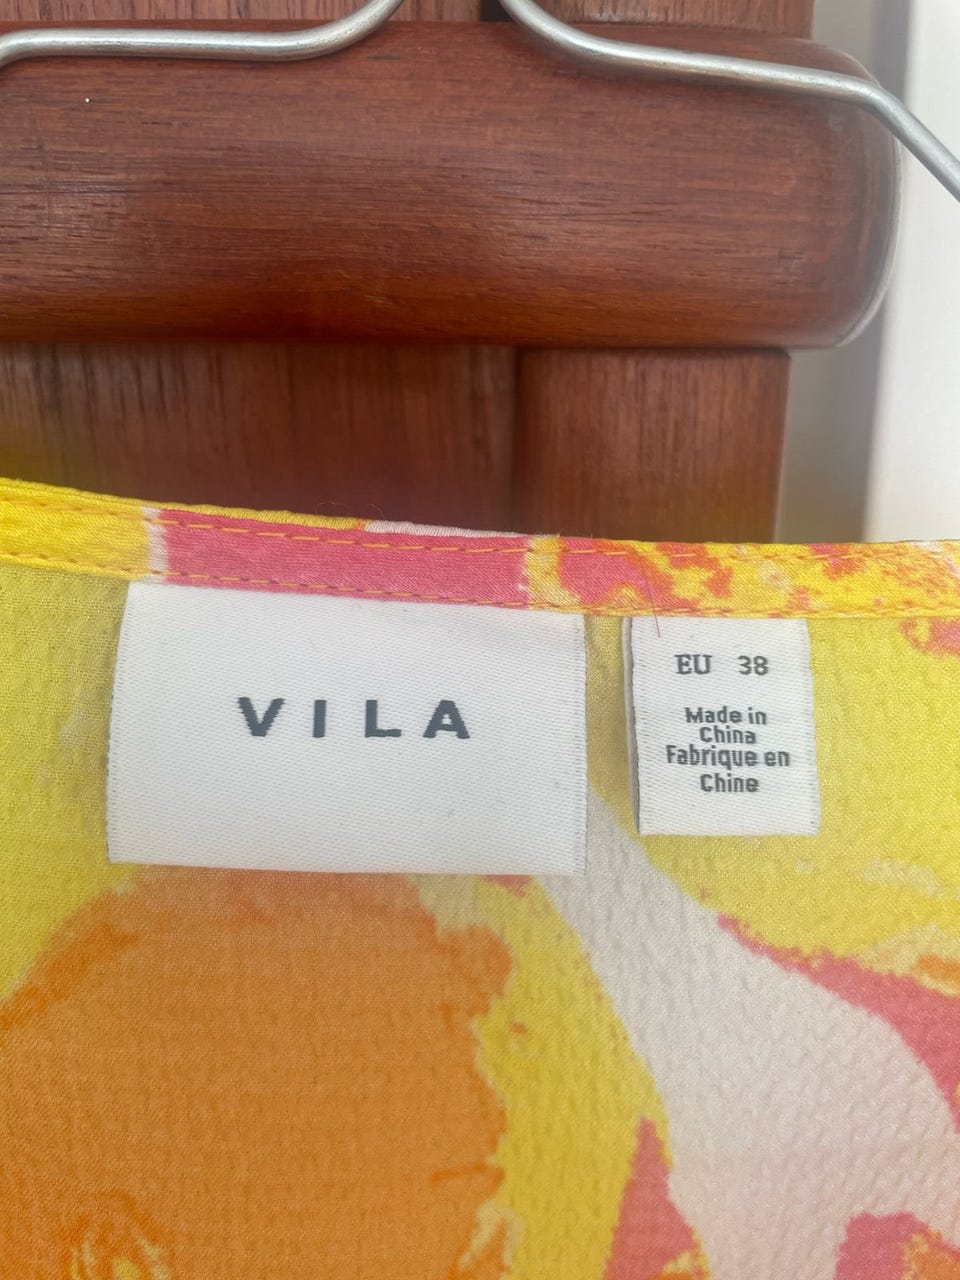 VILA
EU 38
Made in
China
Fabrique en
Chine